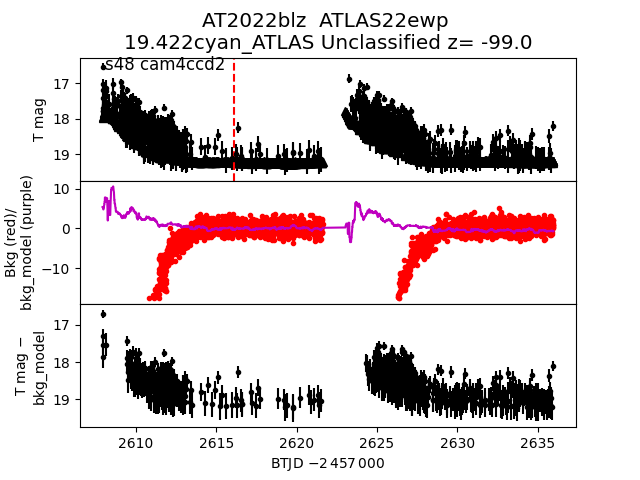 AT2022blz  ATLAS22ewp
19.422cyan_ATLAS Unclassified z= -99.0
s48 cam4ccd2
T mag
17
18
19
Bkg (red)/
bkg_model (purple)
10
0
−10
T mag −
bkg_model
17
18
19
2610
2615
2620
2625
2630
2635
BTJD −2 457 000